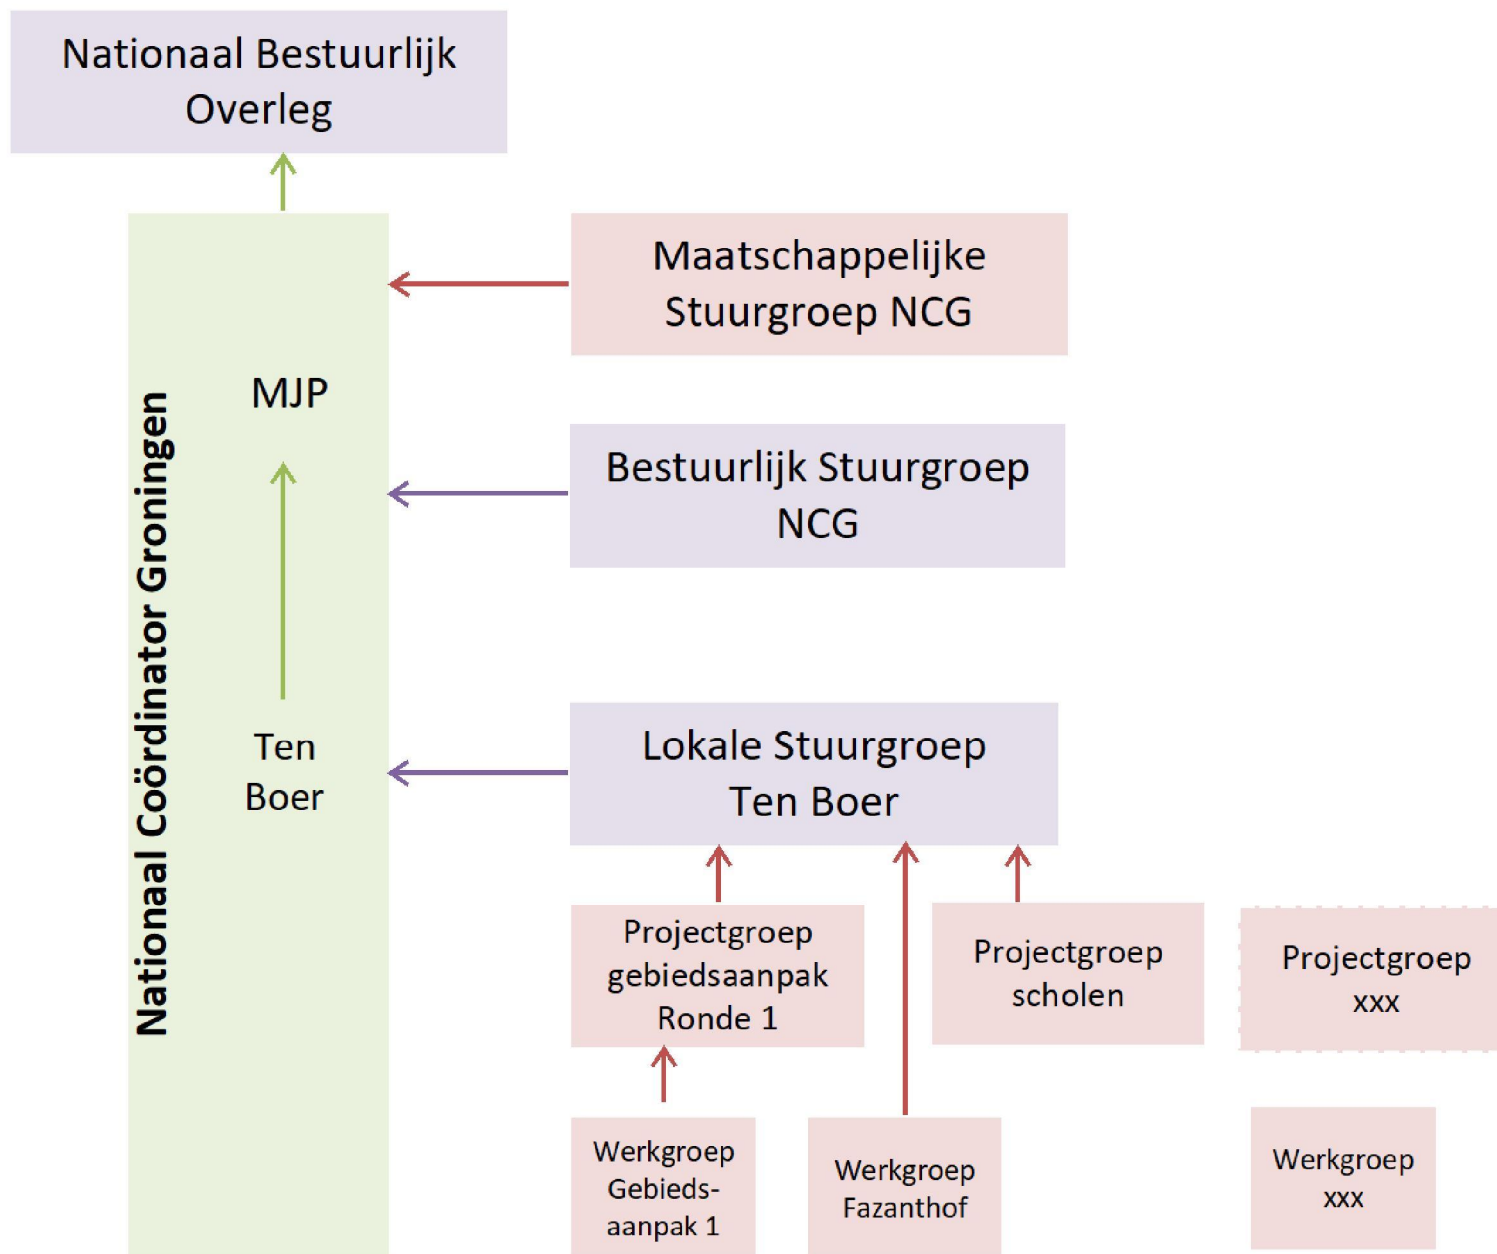 Nationaal Bestuurlijk
Overleg
Maatschappelijke
Stuurgroep NCG
MJP
Nationaal Coördinator Groningen
Bestuurlijk Stuurgroep
NCG
Ten
Boer
Lokale Stuurgroep
Ten Boer
Projectgroep
gebiedsaanpak
Ronde 1
Projectgroep
scholen
Projectgroep
xxx
Werkgroep
Gebieds-
aanpak 1
Werkgroep
Fazanthof
Werkgroep
xxx